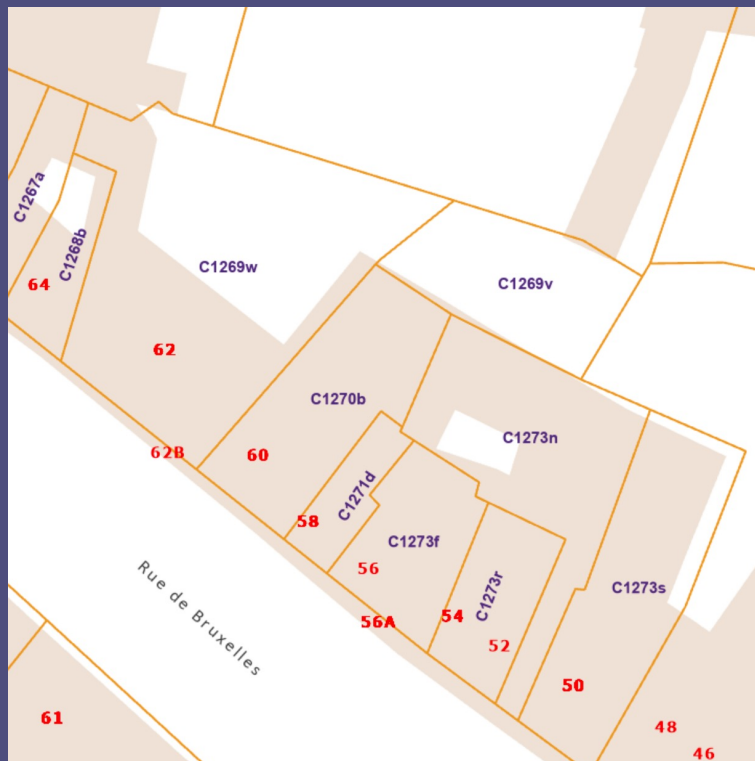 C1267a
C1268b
C1269w
C1269v
64
62
C1270b
C1273n
62B
60
58
C1271d
C1273f
56
C1273r
C1273s
Rue de Bruxelles
56A
54
52
50
61
48
46